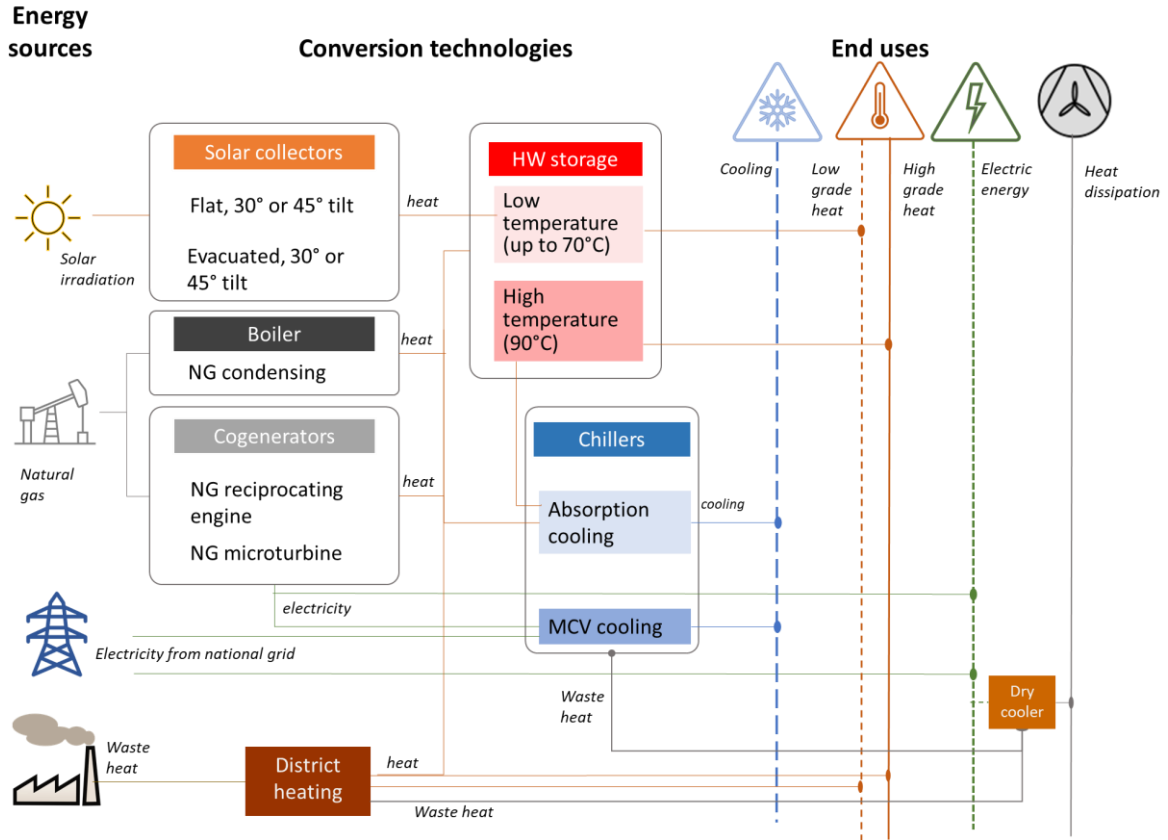 Energy
sources
Conversion technologies
End uses
Solar collectors
Flat, 30° or 45° tilt
Evacuated, 30° or
45° tilt
Solar
irradiation
heat
HW storage
Low
temperature
(up to 70°C)
High
temperature
(90°C)
Cooling
Low
grade
heat
High
grade
heat
Electric
energy
Heat
dissipation
Boiler
NG condensing
heat
Natural
gas
Cogenerators
NG reciprocating
engine
NG microturbine
heat
Chillers
Absorption
cooling
cooling
MCV cooling
electricity
Electricity from national grid
Waste
heat
Dry
cooler
Waste
heat
District
heating
heat
Waste heat